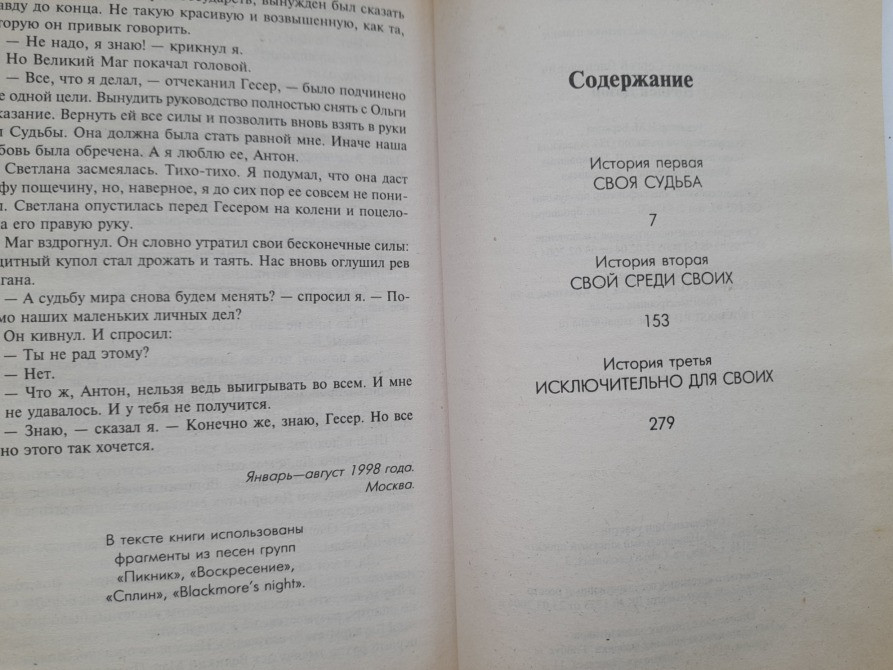 вынужден был сказать
авду до конца. Не такую красивую и возвышенную, как та,
торую он привык говорить.
— Не надо, я знаю! — крикнул я.
Но Великий Маг покачал головой.
— Все, что я делал, — отчеканил Гесер, — было подчинено
е одной цели. Вынудить руководство полностью снять с Ольги
казание. Вернуть ей все силы и позволить вновь взять в руки
л Судьбы. Она должна была стать равной мне. Иначе наша
бовь была обречена. А я люблю ее, Антон.
Светлана засмеялась. Тихо-тихо. Я подумал, что она даст
фу пощечину, но, наверное, я до сих пор ее совсем не пони-
л. Светлана опустилась перед Гесером на колени и поцело-
а его правую руку.
Маг вздрогнул. Он словно утратил свои бесконечные силы:
щитный купол стал дрожать и таять. Нас вновь оглушил рев
гана.
— А судьбу мира снова будем менять? — спросил я. — По-
мо наших маленьких личных дел?
Он кивнул. И спросил:
— Ты не рад этому?
— Нет.
— Что ж, Антон, нельзя ведь выигрывать во всем. И мне
не удавалось. И у тебя не получится.
— Знаю, — сказал я. — Конечно же, знаю, Гесер. Но все
но этого так хочется.
Январь—август 1998 года.
Москва.
В тексте книги использованы
фрагменты из песен групп
«Пикник», «Воскресение»,
«Сплин», «Blackmore's night».
Содержание
История первая
СВОЯ СУДЬБА
7
История вторая
СВОЙ СРЕДИ СВОИХ
153
История третья
ИСКЛЮЧИТЕЛЬНО ДЛЯ СВОИХ
279